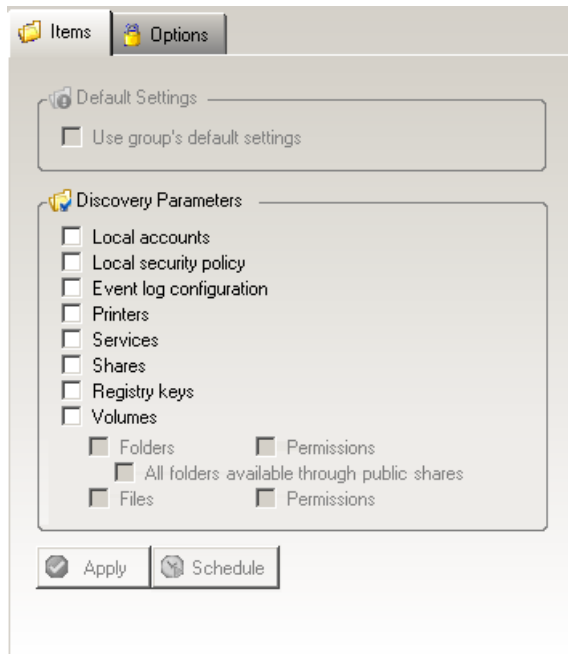 Items Options
Default Settings
Use group's default settings
Discovery Parameters
Local accounts
Local security policy
Event log configuration
Printers
Services
Shares
Registry keys
Volumes
Folders Permissions
All folders available through public shares
Files Permissions
Apply Schedule